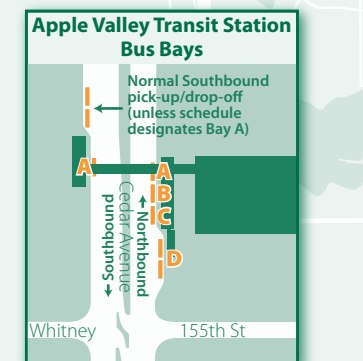 Apple Valley Transit Station
Bus Bays
Normal Southbound
pick-up/drop-off
(unless schedule
designates Bay A)
A
A
B
C
D
← Southbound
Cedar Avenue
← Northbound
Whitney
155th St